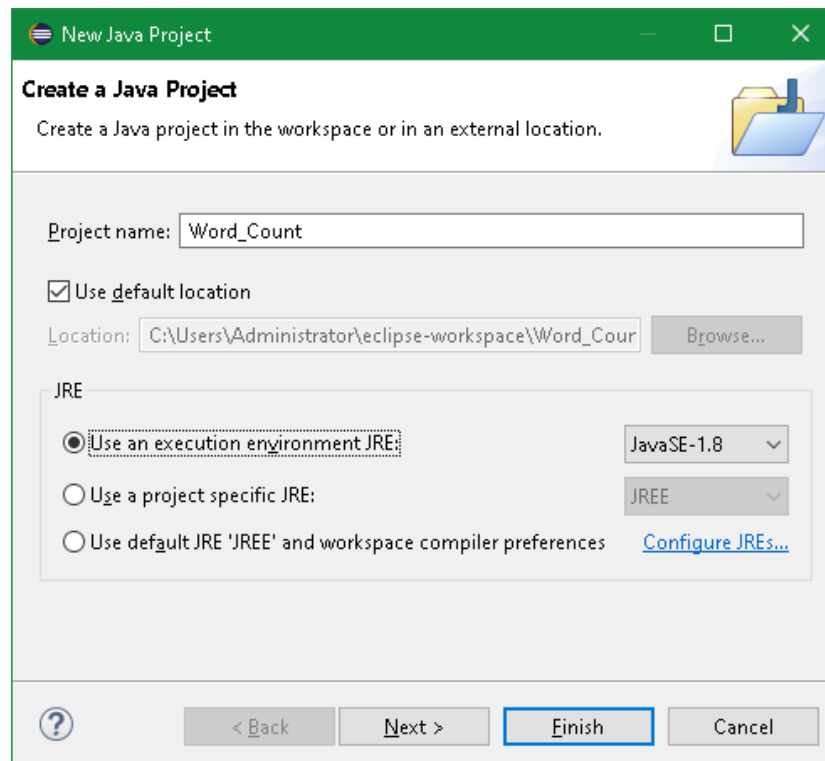 New Java Project
Create a Java Project
Create a Java project in the workspace or in an external location.
Project name: Word_Count
Use default location
Location: C:\Users\Administrator\eclipse-workspace\Word_Cour Browse...
JRE
Use an execution environment JRE: JavaSE-1.8
Use a project specific JRE: JREE
Use default JRE 'JREE' and workspace compiler preferences Configure JREs...
? < Back Next > Finish Cancel